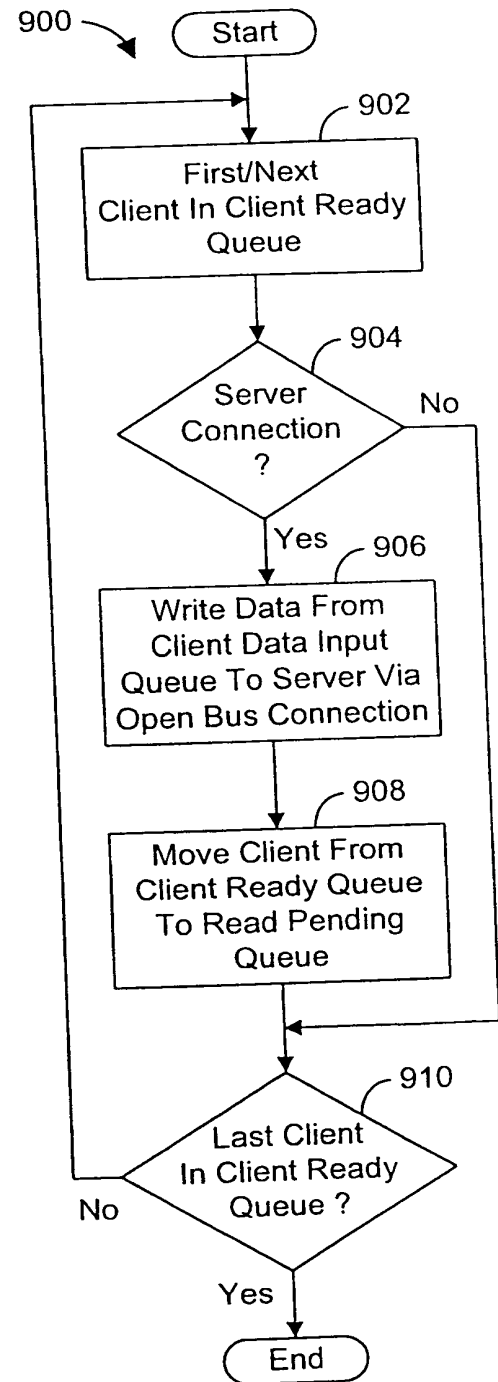 900
Start
902
First/Next
Client In Client Ready
Queue
904
Server
Connection
?
No
Yes
906
Write Data From
Client Data Input
Queue To Server Via
Open Bus Connection
908
Move Client From
Client Ready Queue
To Read Pending
Queue
910
Last Client
In Client Ready
Queue ?
No
Yes
End